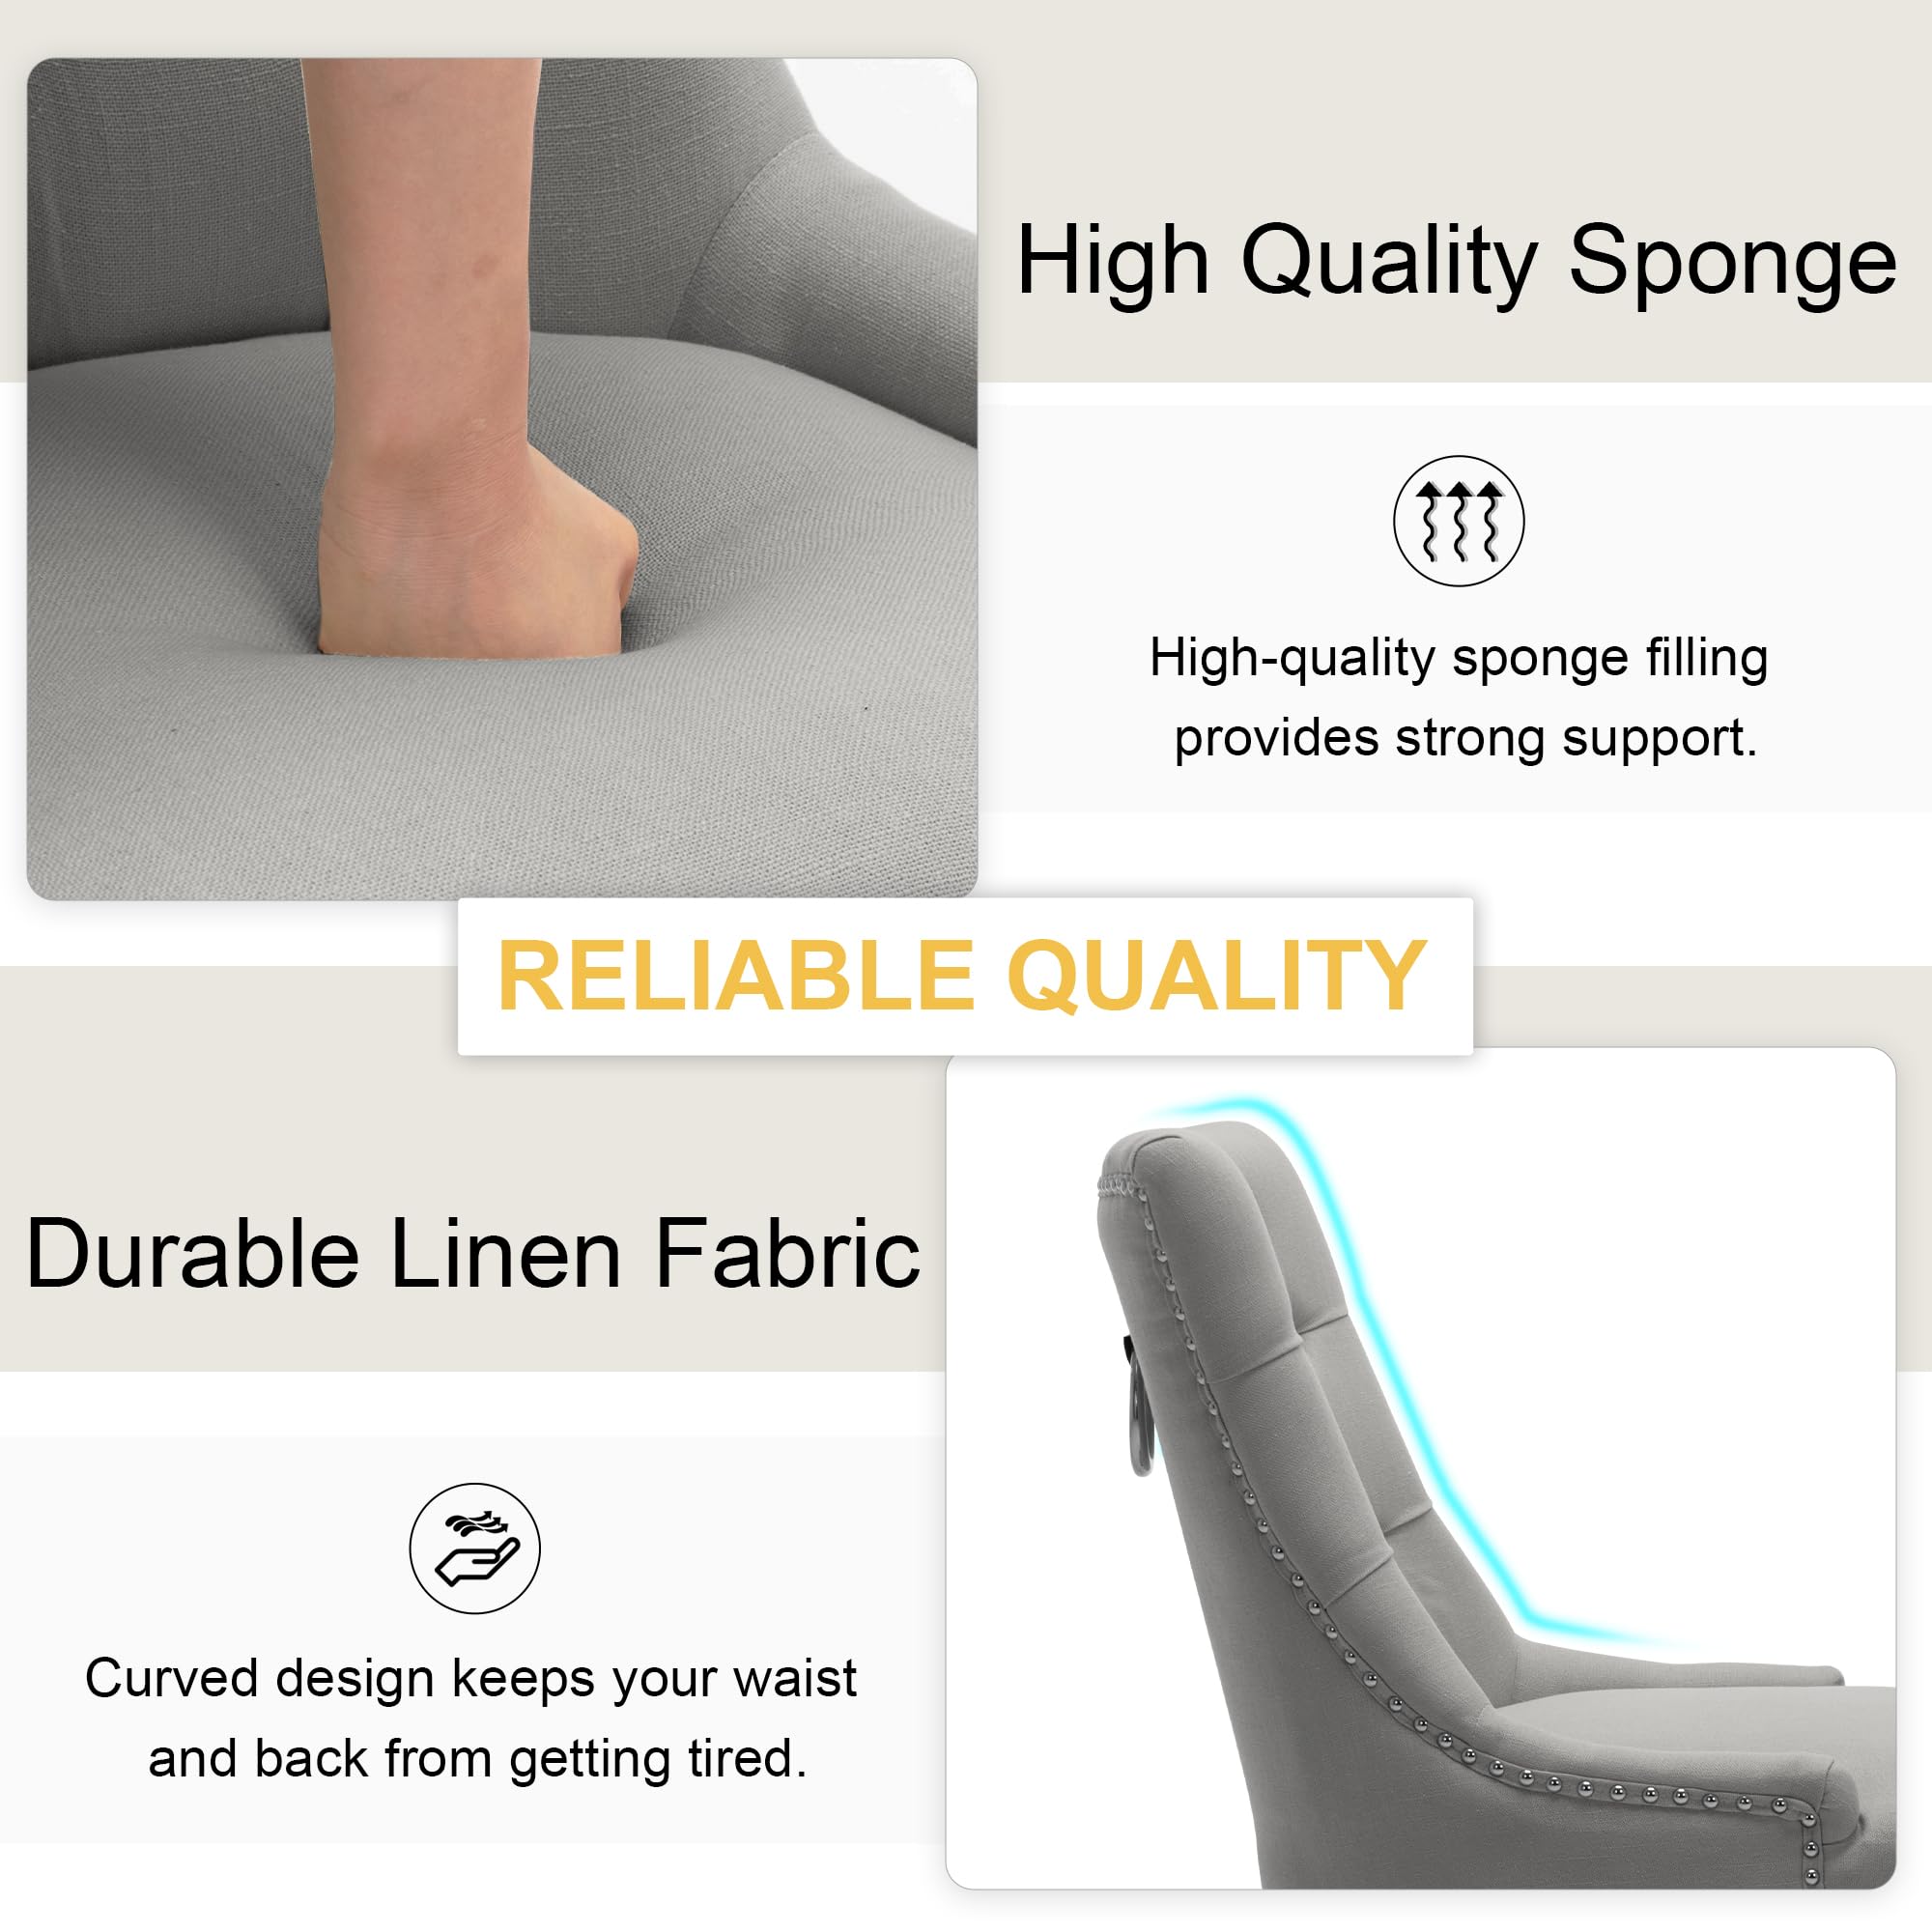 High Quality Sponge
High-quality sponge filling
provides strong support.
RELIABLE QUALITY
Durable Linen Fabric
Curved design keeps your waist
and back from getting tired.